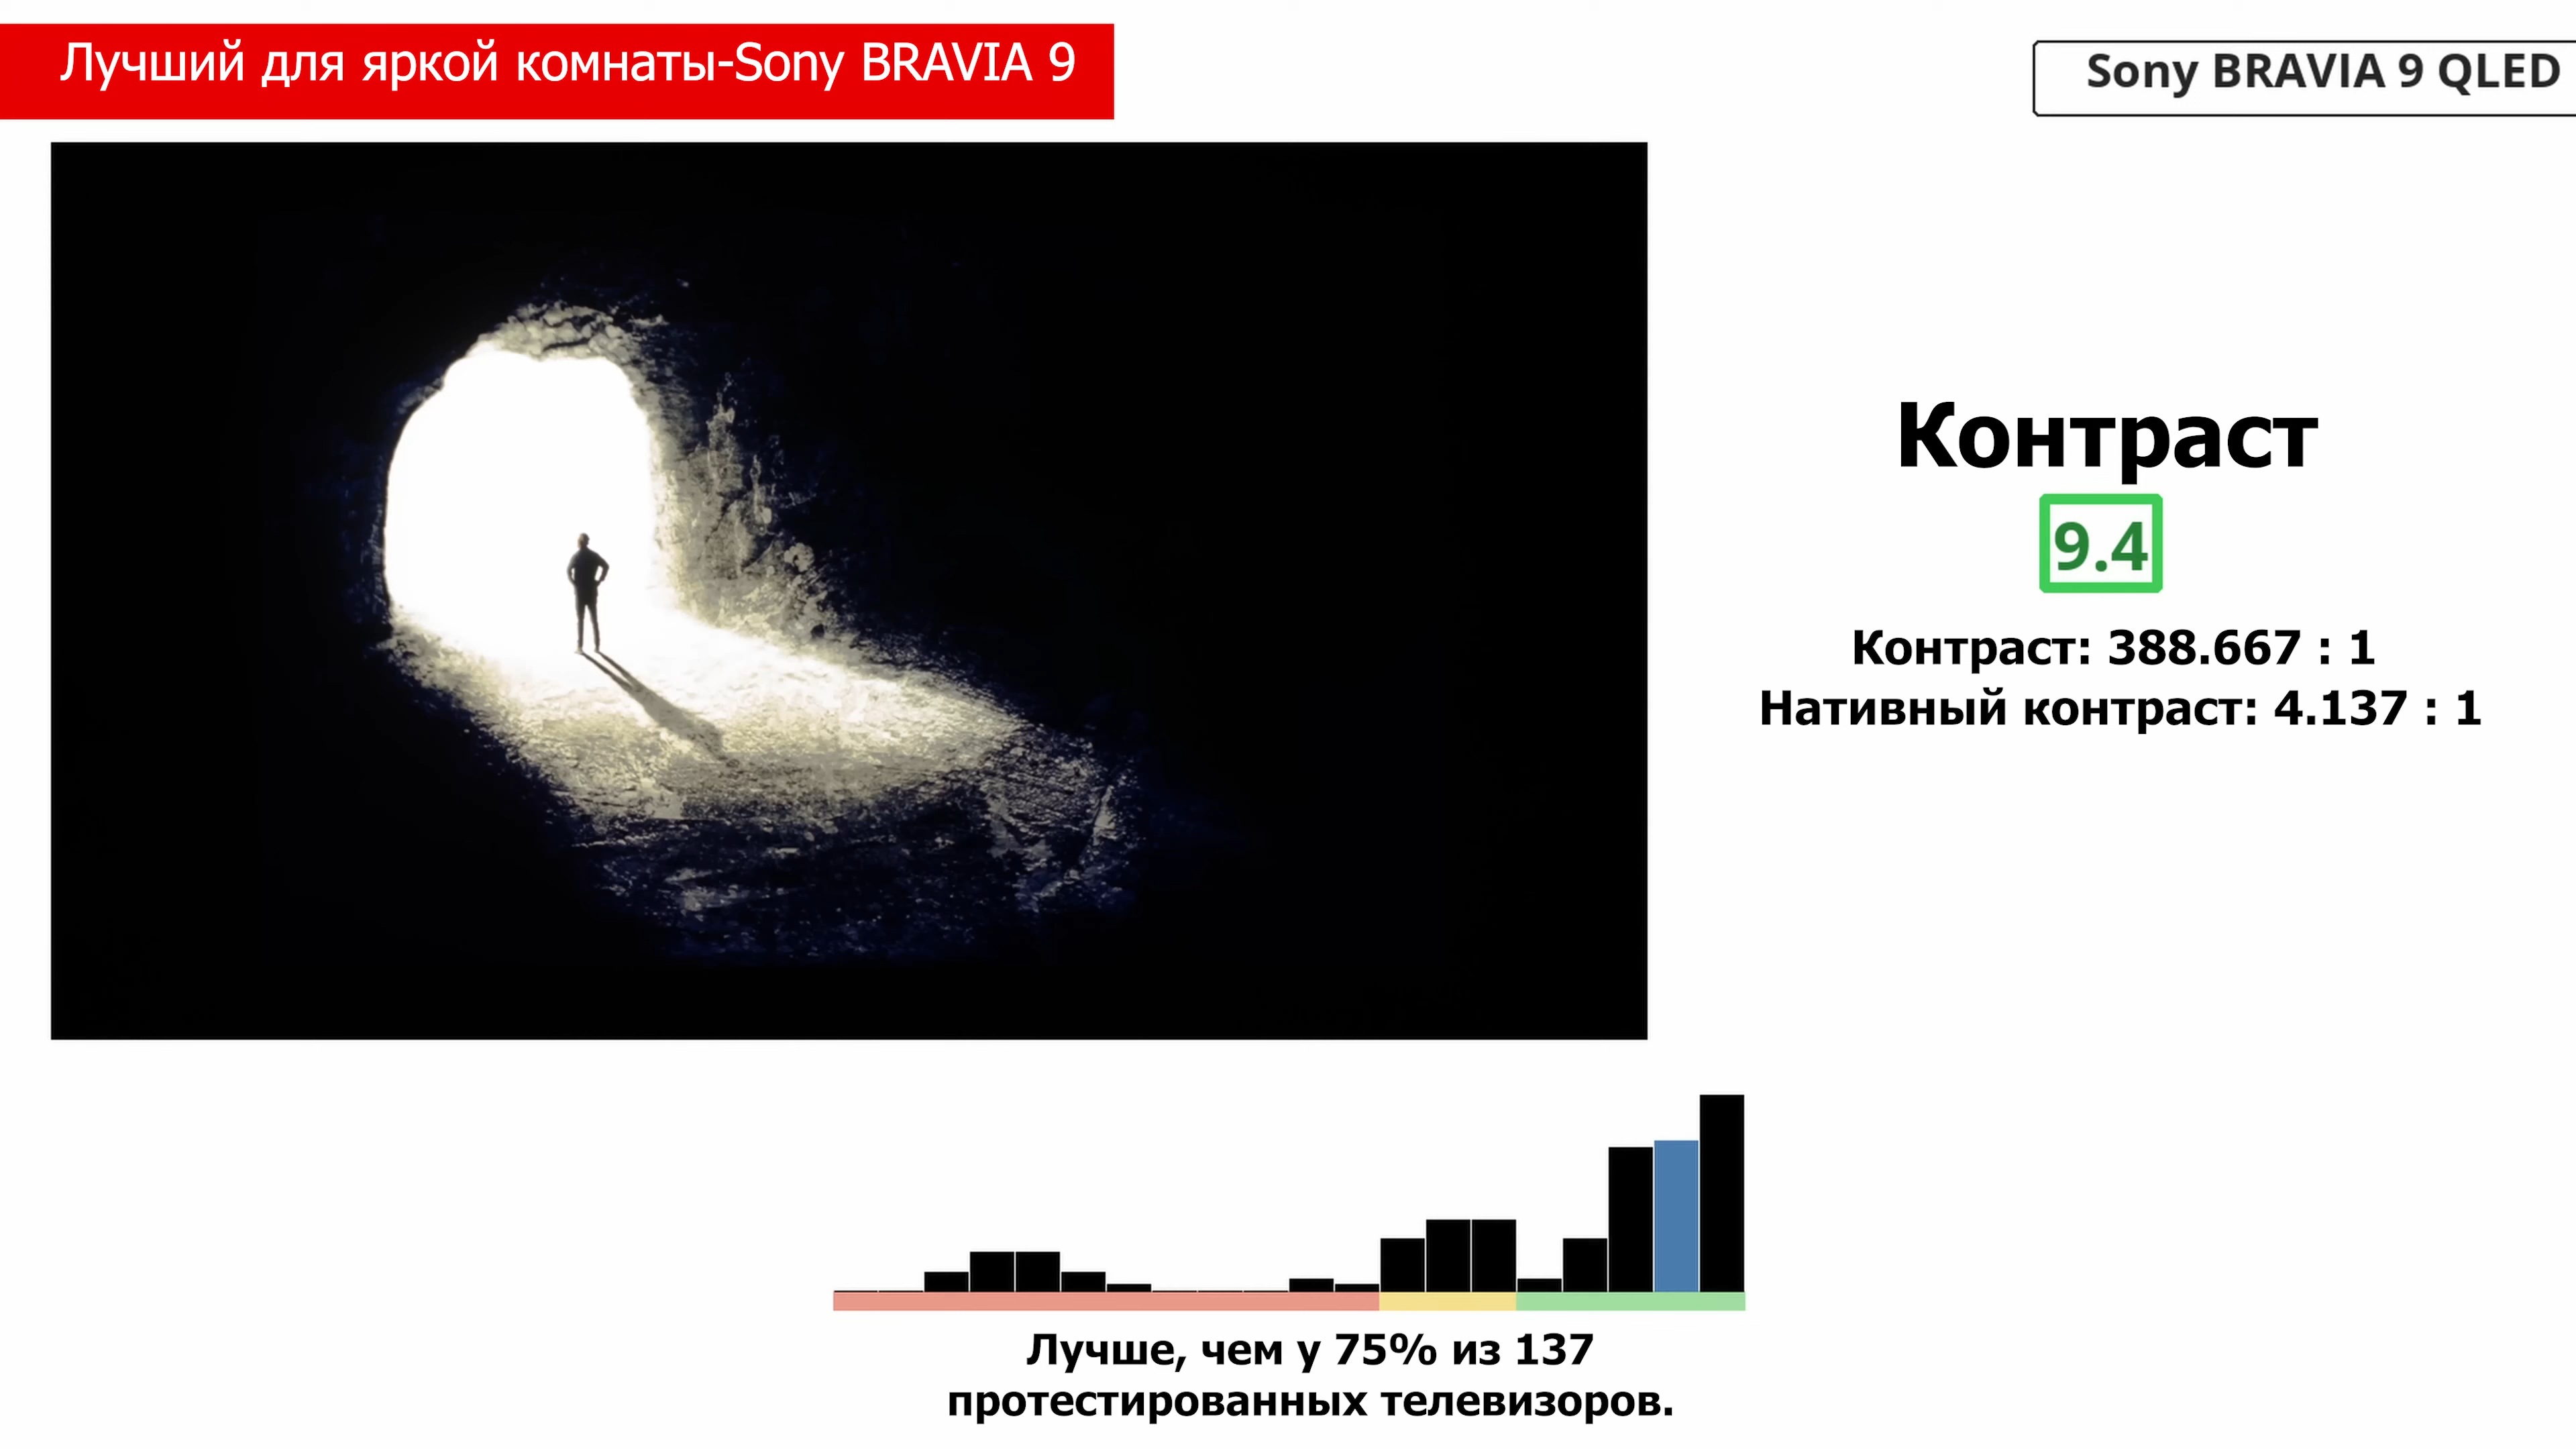 Лучший для яркой комнаты-Sony BRAVIA 9
Sony BRAVIA 9 QLED
Контраст
9.4
Контраст: 388.667 : 1
Нативный контраст: 4.137 : 1
Лучше, чем у 75% из 137
протестированных телевизоров.